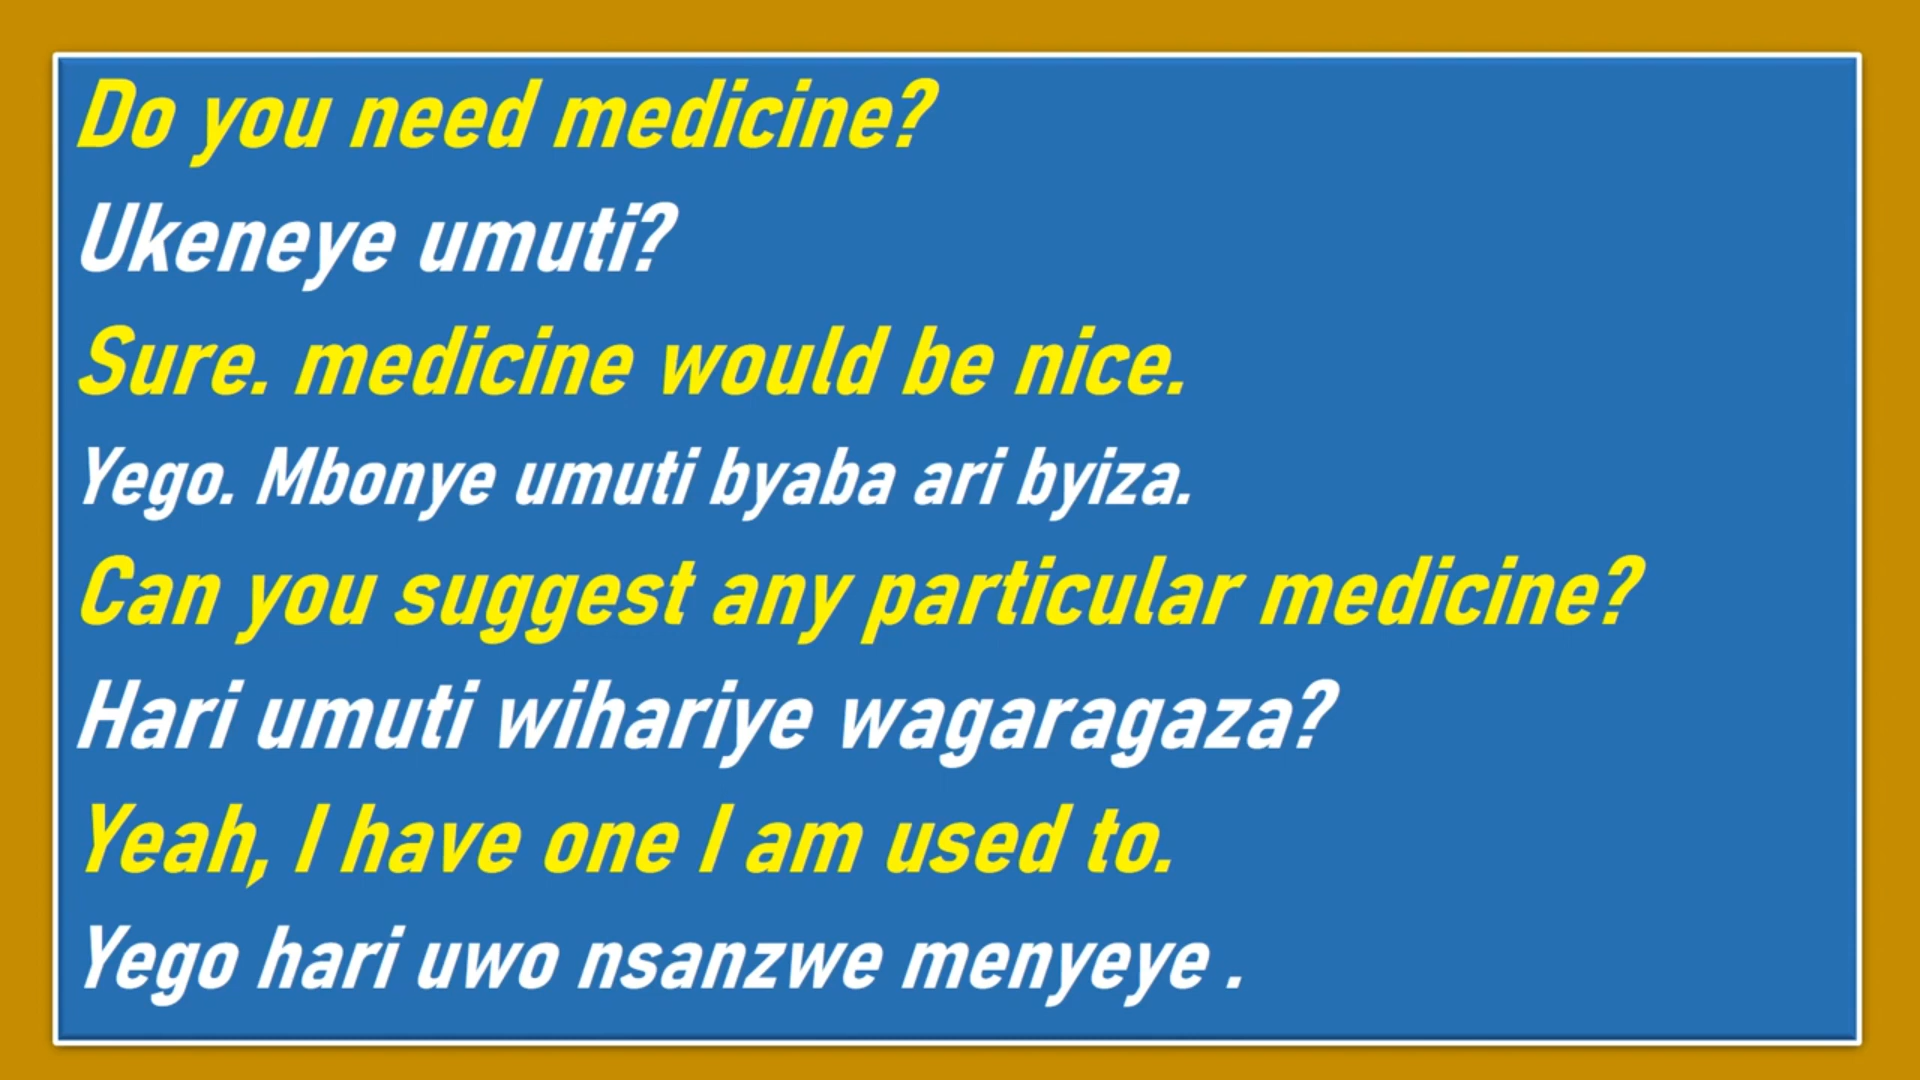 Do you need medicine?
Ukeneye umuti?
Sure. medicine would be nice.
Yego. Mbonye umuti byaba ari byiza.
Can you suggest any particular medicine?
Hari umuti wihariye wagaragaza?
Yeah, I have one I am used to.
Yego hari uwo nsanzwe menyeye .